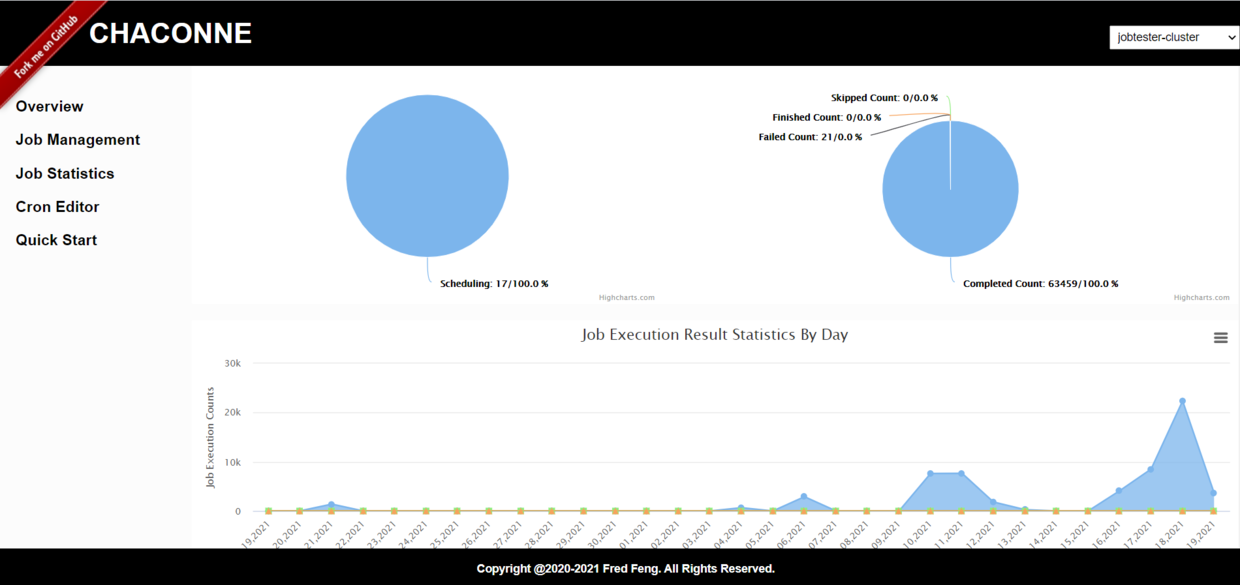 Fork me on GitHub
CHACONNE
jobtester-cluster
Overview
Job Management
Job Statistics
Cron Editor
Quick Start
Scheduling: 17/100.0 %
Highcharts.com
Skipped Count: 0/0.0 %
Finished Count: 0/0.0 %
Failed Count: 21/0.0 %
Completed Count: 63459/100.0 %
Highcharts.com
Job Execution Result Statistics By Day
Job Execution Counts
30k
20k
10k
0
19,2021
20,2021
21,2021
22,2021
23,2021
24,2021
25,2021
26,2021
27,2021
28,2021
29,2021
30,2021
01,2021
02,2021
03,2021
04,2021
05,2021
06,2021
07,2021
08,2021
09,2021
10,2021
11,2021
12,2021
13,2021
14,2021
15,2021
16,2021
17,2021
18,2021
19,2021
Copyright @2020-2021 Fred Feng. All Rights Reserved.